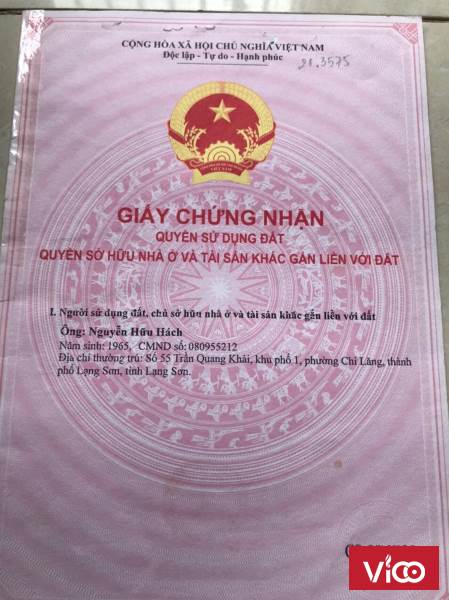 CỘNG HÒA XÃ HỘI CHỦ NGHĨA VIỆT NAM
Độc lập - Tự do - Hạnh phúc
21.3575
VIỆT NAM
GIẤY CHỨNG NHẬN
QUYỀN SỬ DỤNG ĐẤT
QUYỀN SỞ HỮU NHÀ Ở VÀ TÀI SẢN KHÁC GẮN LIỀN VỚI ĐẤT
I. Người sử dụng đất, chủ sở hữu nhà ở và tài sản khác gắn liền với đất
Ông: Nguyễn Hữu Hách
Năm sinh: 1965, CMND số: 080955212
Địa chỉ thường trú: Số 55 Trần Quang Khải, khu phố 1, phường Chi Lăng, thành
phố Lạng Sơn, tỉnh Lạng Sơn.
ViCO